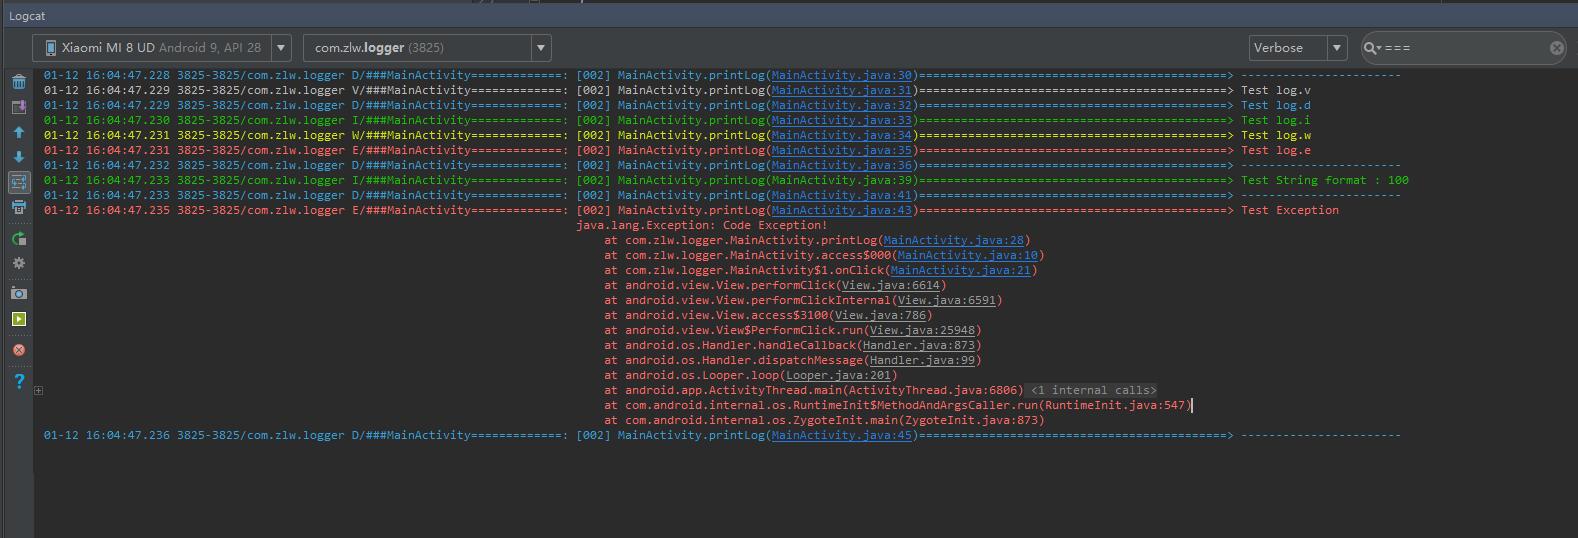 Logcat
Xiaomi MI 8 UD Android 9, API 28 com.zlw.logger (3825) Verbose ===
01-12 16:04:47.228 3825-3825/com.zlw.logger D/###MainActivity=============: [002] MainActivity.printLog(MainActivity.java:30)============================================> -----------------------
01-12 16:04:47.229 3825-3825/com.zlw.logger V/###MainActivity=============: [002] MainActivity.printLog(MainActivity.java:31)============================================> Test log.v
01-12 16:04:47.229 3825-3825/com.zlw.logger D/###MainActivity=============: [002] MainActivity.printLog(MainActivity.java:32)============================================> Test log.d
01-12 16:04:47.230 3825-3825/com.zlw.logger I/###MainActivity=============: [002] MainActivity.printLog(MainActivity.java:33)============================================> Test log.i
01-12 16:04:47.231 3825-3825/com.zlw.logger W/###MainActivity=============: [002] MainActivity.printLog(MainActivity.java:34)============================================> Test log.w
01-12 16:04:47.231 3825-3825/com.zlw.logger E/###MainActivity=============: [002] MainActivity.printLog(MainActivity.java:35)============================================> Test log.e
01-12 16:04:47.232 3825-3825/com.zlw.logger D/###MainActivity=============: [002] MainActivity.printLog(MainActivity.java:36)============================================> -----------------------
01-12 16:04:47.233 3825-3825/com.zlw.logger I/###MainActivity=============: [002] MainActivity.printLog(MainActivity.java:39)============================================> Test String format : 100
01-12 16:04:47.233 3825-3825/com.zlw.logger D/###MainActivity=============: [002] MainActivity.printLog(MainActivity.java:41)============================================> -----------------------
01-12 16:04:47.235 3825-3825/com.zlw.logger E/###MainActivity=============: [002] MainActivity.printLog(MainActivity.java:43)============================================> Test Exception
java.lang.Exception: Code Exception!
at com.zlw.logger.MainActivity.printLog(MainActivity.java:28)
at com.zlw.logger.MainActivity.access$000(MainActivity.java:10)
at com.zlw.logger.MainActivity$1.onClick(MainActivity.java:21)
at android.view.View.performClick(View.java:6614)
at android.view.View.performClickInternal(View.java:6591)
at android.view.View.access$3100(View.java:786)
at android.view.View$PerformClick.run(View.java:25948)
at android.os.Handler.handleCallback(Handler.java:873)
at android.os.Handler.dispatchMessage(Handler.java:99)
at android.os.Looper.loop(Looper.java:201)
at android.app.ActivityThread.main(ActivityThread.java:6806) <1 internal calls>
at com.android.internal.os.RuntimeInit$MethodAndArgsCaller.run(RuntimeInit.java:547)
at com.android.internal.os.ZygoteInit.main(ZygoteInit.java:873)
01-12 16:04:47.236 3825-3825/com.zlw.logger D/###MainActivity=============: [002] MainActivity.printLog(MainActivity.java:45)============================================> -----------------------